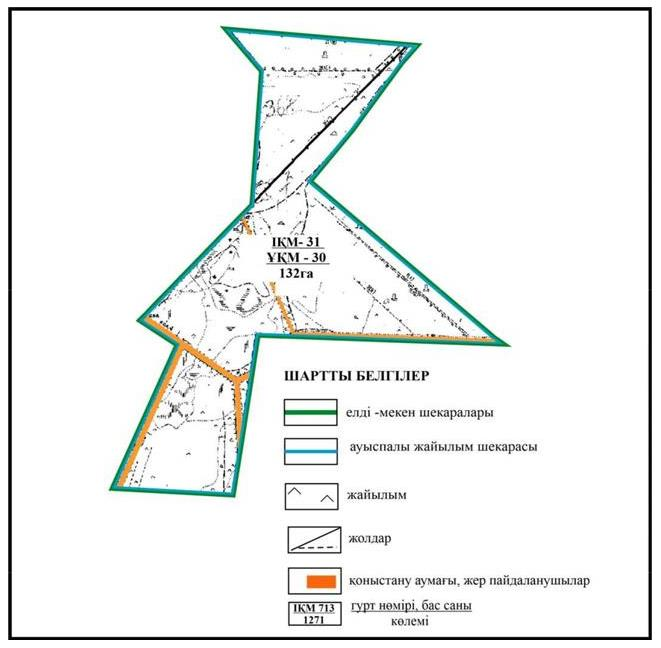 368
ІҚМ- 31
ҰҚМ - 30
132га
ШАРТТЫ БЕЛГІЛЕР
елді -мекен шекаралары
ауыспалы жайылым шекарасы
жайылым
жолдар
қоныстану аумағы, жер пайдаланушылар
ІҚМ 713
1271
гурт нөмірі, бас саны
көлемі